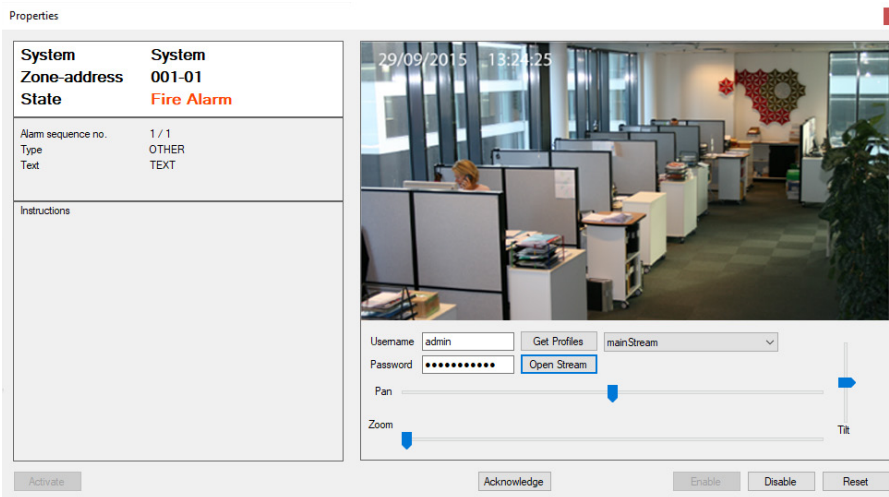 Properties
System System
Zone-address 001-01
State Fire Alarm
Alarm sequence no. 1 / 1
Type OTHER
Text TEXT
Instructions
29/09/2015 13:24:25
Username admin Get Profiles mainStream
Password ●●●●●●●●●●● Open Stream
Pan
Zoom
Tilt
Activate Acknowledge Enable Disable Reset